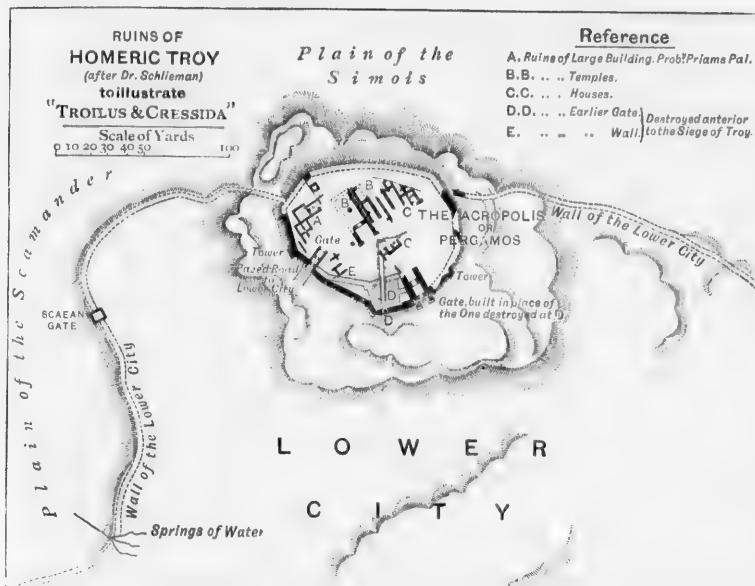 RUINS OF
HOMERIC TROY
(after Dr. Schlieman)
to illustrate
"TROILUS & CRESSIDA"
Scale of Yards
0 10 20 30 40 50 100
Plain of the
Simois
Reference
A. Ruins of Large Building. Prob.y Priams Pal.
B.B. .. .. Temples.
C.C. .. .. Houses.
D.D. .. .. Earlier Gate.
E. .. „ „ Wall.
Destroyed anterior
to the Siege of Troy.
Plain of the Scamander
SCAEAN
GATE
Wall of the Lower City
Springs of Water
A
B
B
C
C
THE ACROPOLIS
OR
PERGAMOS
Wall of the Lower City
Gate
Tower
Paved Road
to
Lower City
E
D
D
Tower
Gate, built in place of
the One destroyed at D.
LOWER
CITY